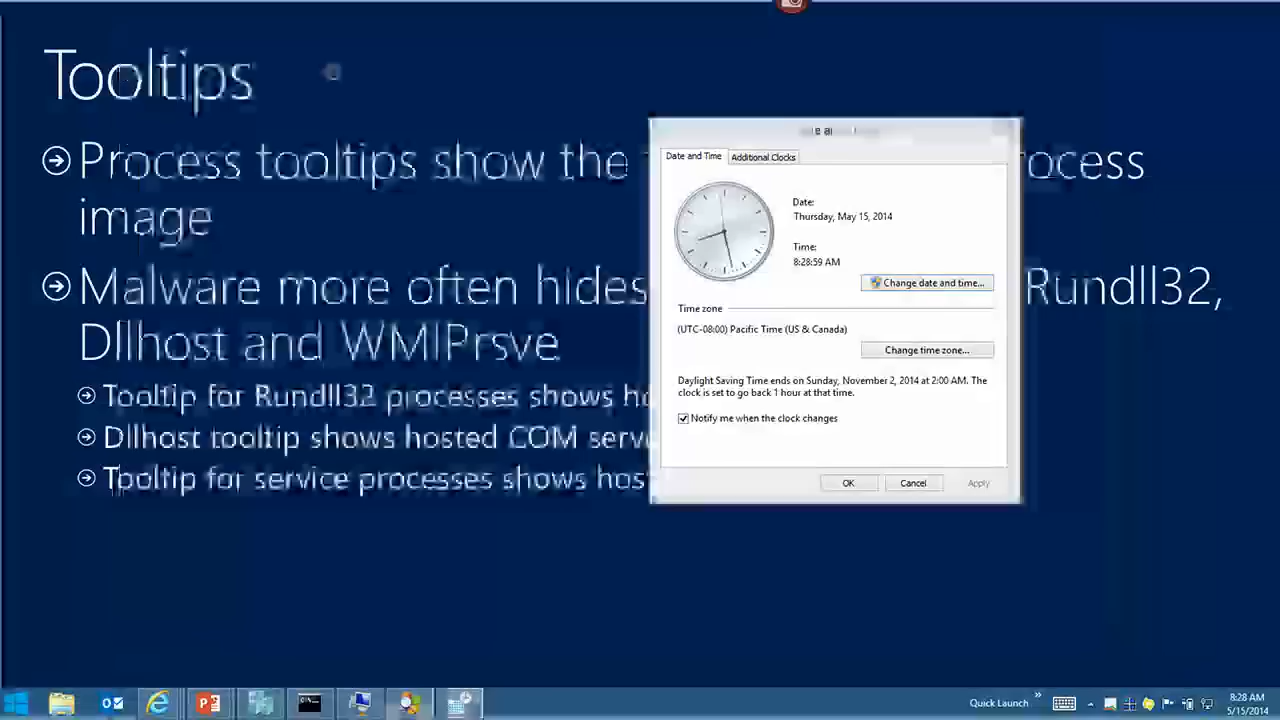 Tooltips
Process tooltips show the
ocess
image
Malware more often hides
Rundll32,
Dllhost and WMIPrsve
Tooltip for Rundll32 processes shows
Dllhost tooltip shows hosted COM serv
Tooltip for service processes shows hos
Date and Time
Additional Clocks
Date:
Thursday, May 15, 2014
Time:
8:28:59 AM
Change date and time...
Time zone
(UTC-08:00) Pacific Time (US & Canada)
Change time zone...
Daylight Saving Time ends on Sunday, November 2, 2014 at 2:00 AM. The
clock is set to go back 1 hour at that time.
Notify me when the clock changes
OK
Cancel
Apply
Quick Launch
8:28 AM
5/15/2014